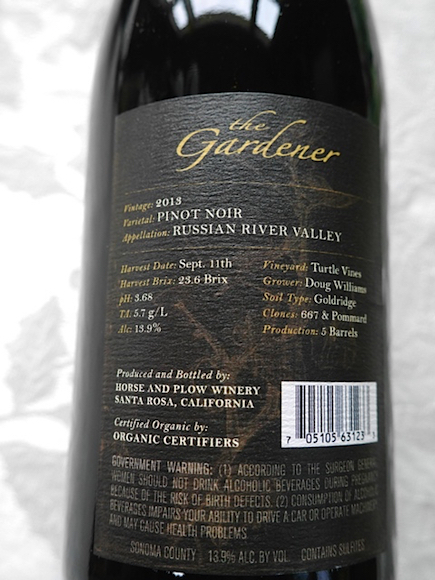 the
Gardener
Vintage: 2013
Varietal: PINOT NOIR
Appellation: RUSSIAN RIVER VALLEY
Harvest Date: Sept. 11th
Harvest Brix: 23.6 Brix
pH: 3.68
T.A: 5.7 g/L
Alc: 13.9%
Vineyard: Turtle Vines
Grower: Doug Williams
Soil Type: Goldridge
Clones: 667 & Pommard
Production: 5 Barrels
Produced and Bottled by:
HORSE AND PLOW WINERY
SANTA ROSA, CALIFORNIA
Certified Organic by:
ORGANIC CERTIFIERS
7 05105 63123
GOVERNMENT WARNING: (1) ACCORDING TO THE SURGEON GENERAL
WOMEN SHOULD NOT DRINK ALCOHOLIC BEVERAGES DURING PREGNANCY
BECAUSE OF THE RISK OF BIRTH DEFECTS. (2) CONSUMPTION OF ALCOHOLIC
BEVERAGES IMPAIRS YOUR ABILITY TO DRIVE A CAR OR OPERATE MACHINERY
AND MAY CAUSE HEALTH PROBLEMS
SONOMA COUNTY 13.9% ALC. BY VOL. CONTAINS SULFITES